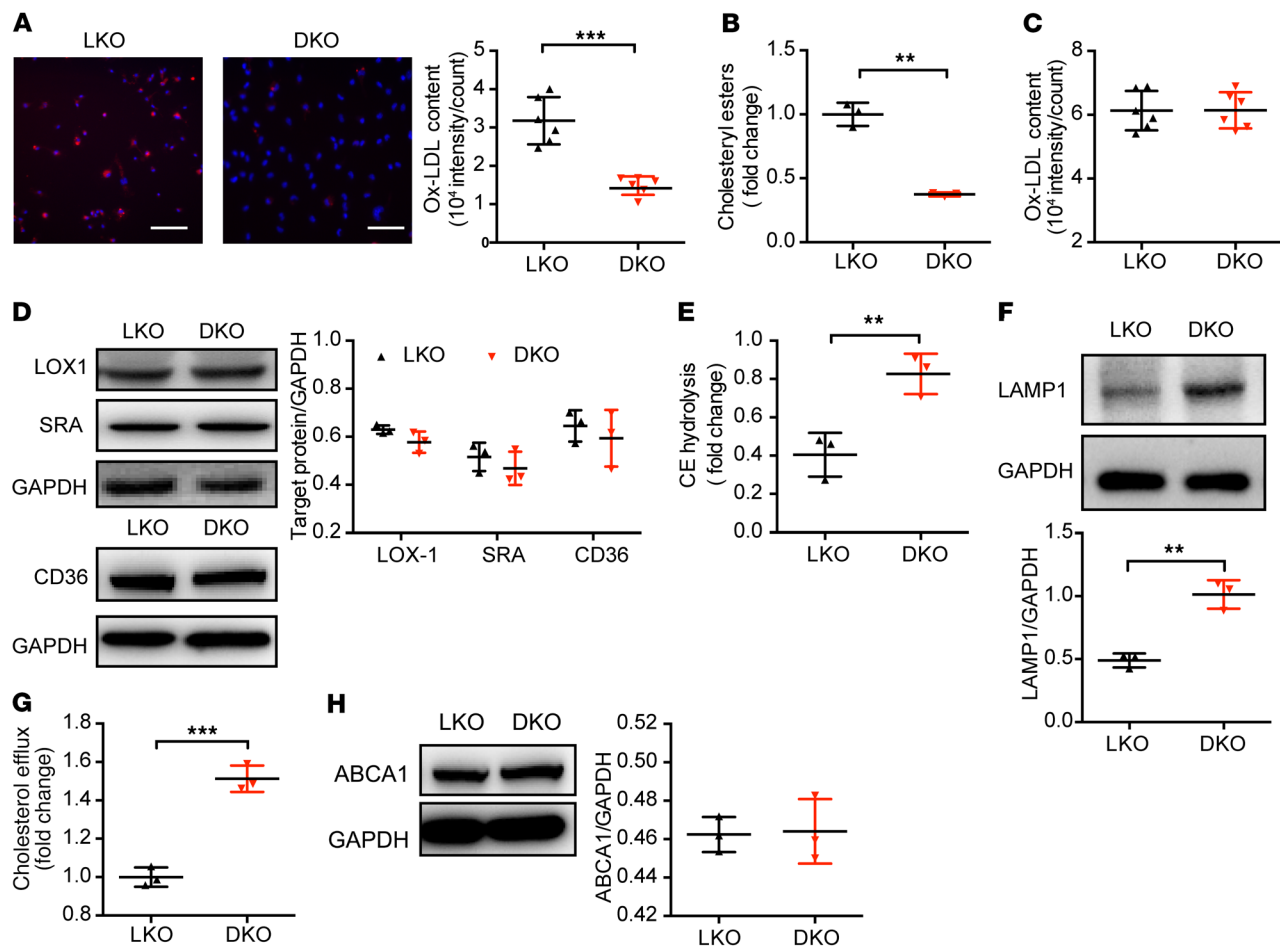 A
LKO
DKO
Ox-LDL content
(10⁴ intensity/count)
5
4
3
2
1
0
***
LKO
DKO
B
Cholesteryl esters
( fold change)
1.5
1.0
0.5
0.0
**
LKO
DKO
C
Ox-LDL content
(10⁴ intensity/count)
8
6
4
2
LKO
DKO
D
LKO
DKO
LOX1
SRA
GAPDH
LKO
DKO
CD36
GAPDH
Target protein/GAPDH
1.0
0.8
0.6
0.4
0.2
LKO
DKO
LOX-1
SRA
CD36
E
CE hydrolysis
( fold change)
1.0
0.8
0.6
0.4
0.2
0.0
**
LKO
DKO
F
LKO
DKO
LAMP1
GAPDH
LAMP1/GAPDH
1.5
1.0
0.5
0.0
**
LKO
DKO
G
Cholesterol efflux
(fold change)
1.8
1.6
1.4
1.2
1.0
0.8
***
LKO
DKO
H
LKO
DKO
ABCA1
GAPDH
ABCA1/GAPDH
0.52
0.50
0.48
0.46
0.44
0.42
LKO
DKO